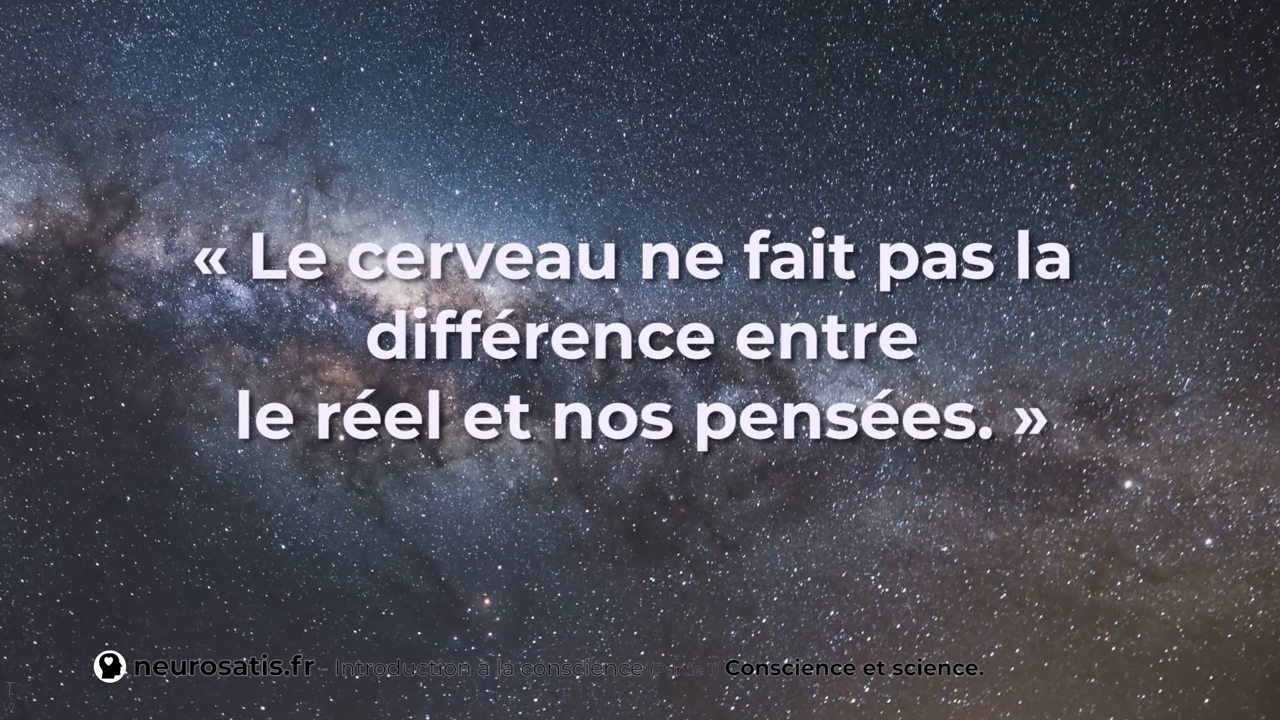 « Le cerveau ne fait pas la
différence entre
le réel et nos pensées. »
neurosatis.fr - Introduction à la conscience Conscience et science.